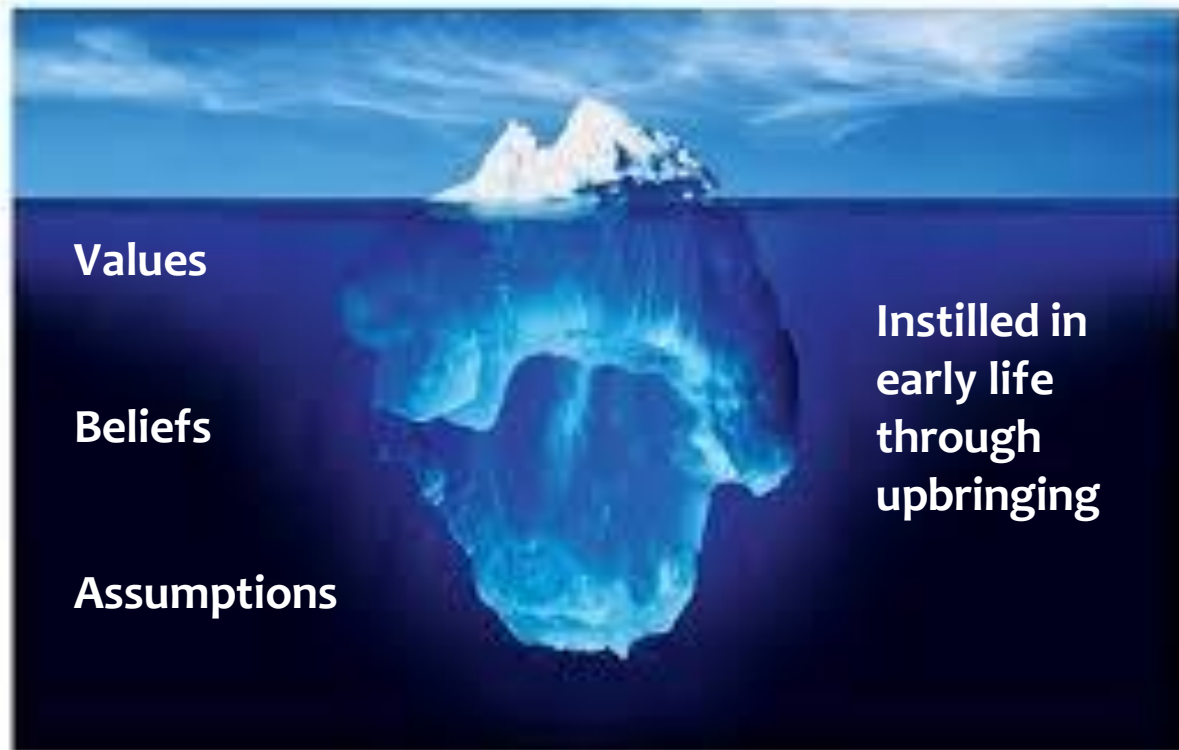 Values
Instilled in
early life
through
upbringing
Beliefs
Assumptions